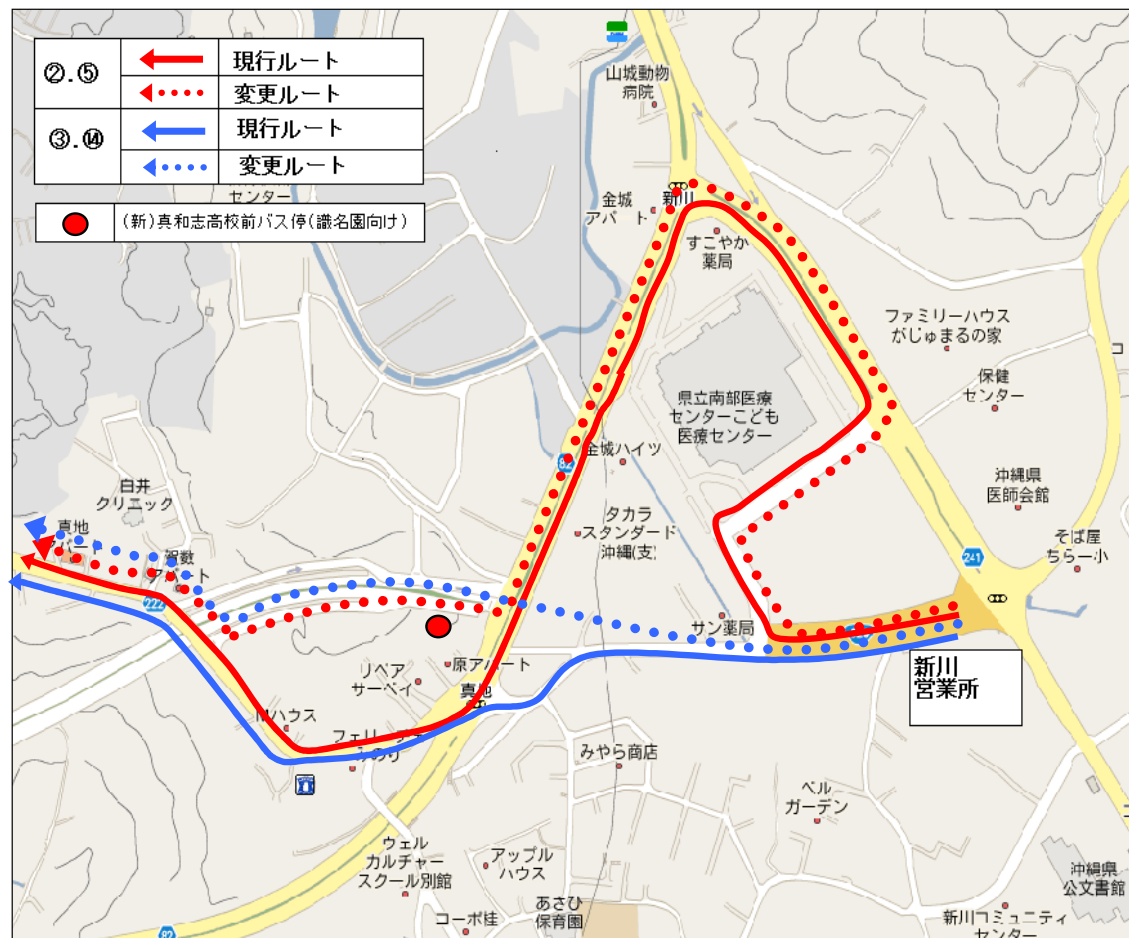 ②.⑤
現行ルート
変更ルート
③.⑭
現行ルート
変更ルート
センター
(新)真和志高校前バス停(識名園向け)
山城動物
病院
新川
金城
アパート
すこやか
薬局
ファミリーハウス
がじゅまるの家
コ
保健
センター
県立南部医療
センターこども
医療センター
82
金城ハイツ
沖縄県
医師会館
白井
クリニック
タカラ
スタンダード
沖縄(支)
そば屋
ちらー小
真地
アパート
賀数
アパート
241
222
サン薬局
新川
営業所
原アパート
リペア
サーベイ
真地
Mハウス
みやら商店
ベル
ガーデン
ウェル
カルチャー
スクール別館
アップル
ハウス
沖縄県
公文書館
あさひ
保育園
コーポ桂
新川コミュニティ
センター
82